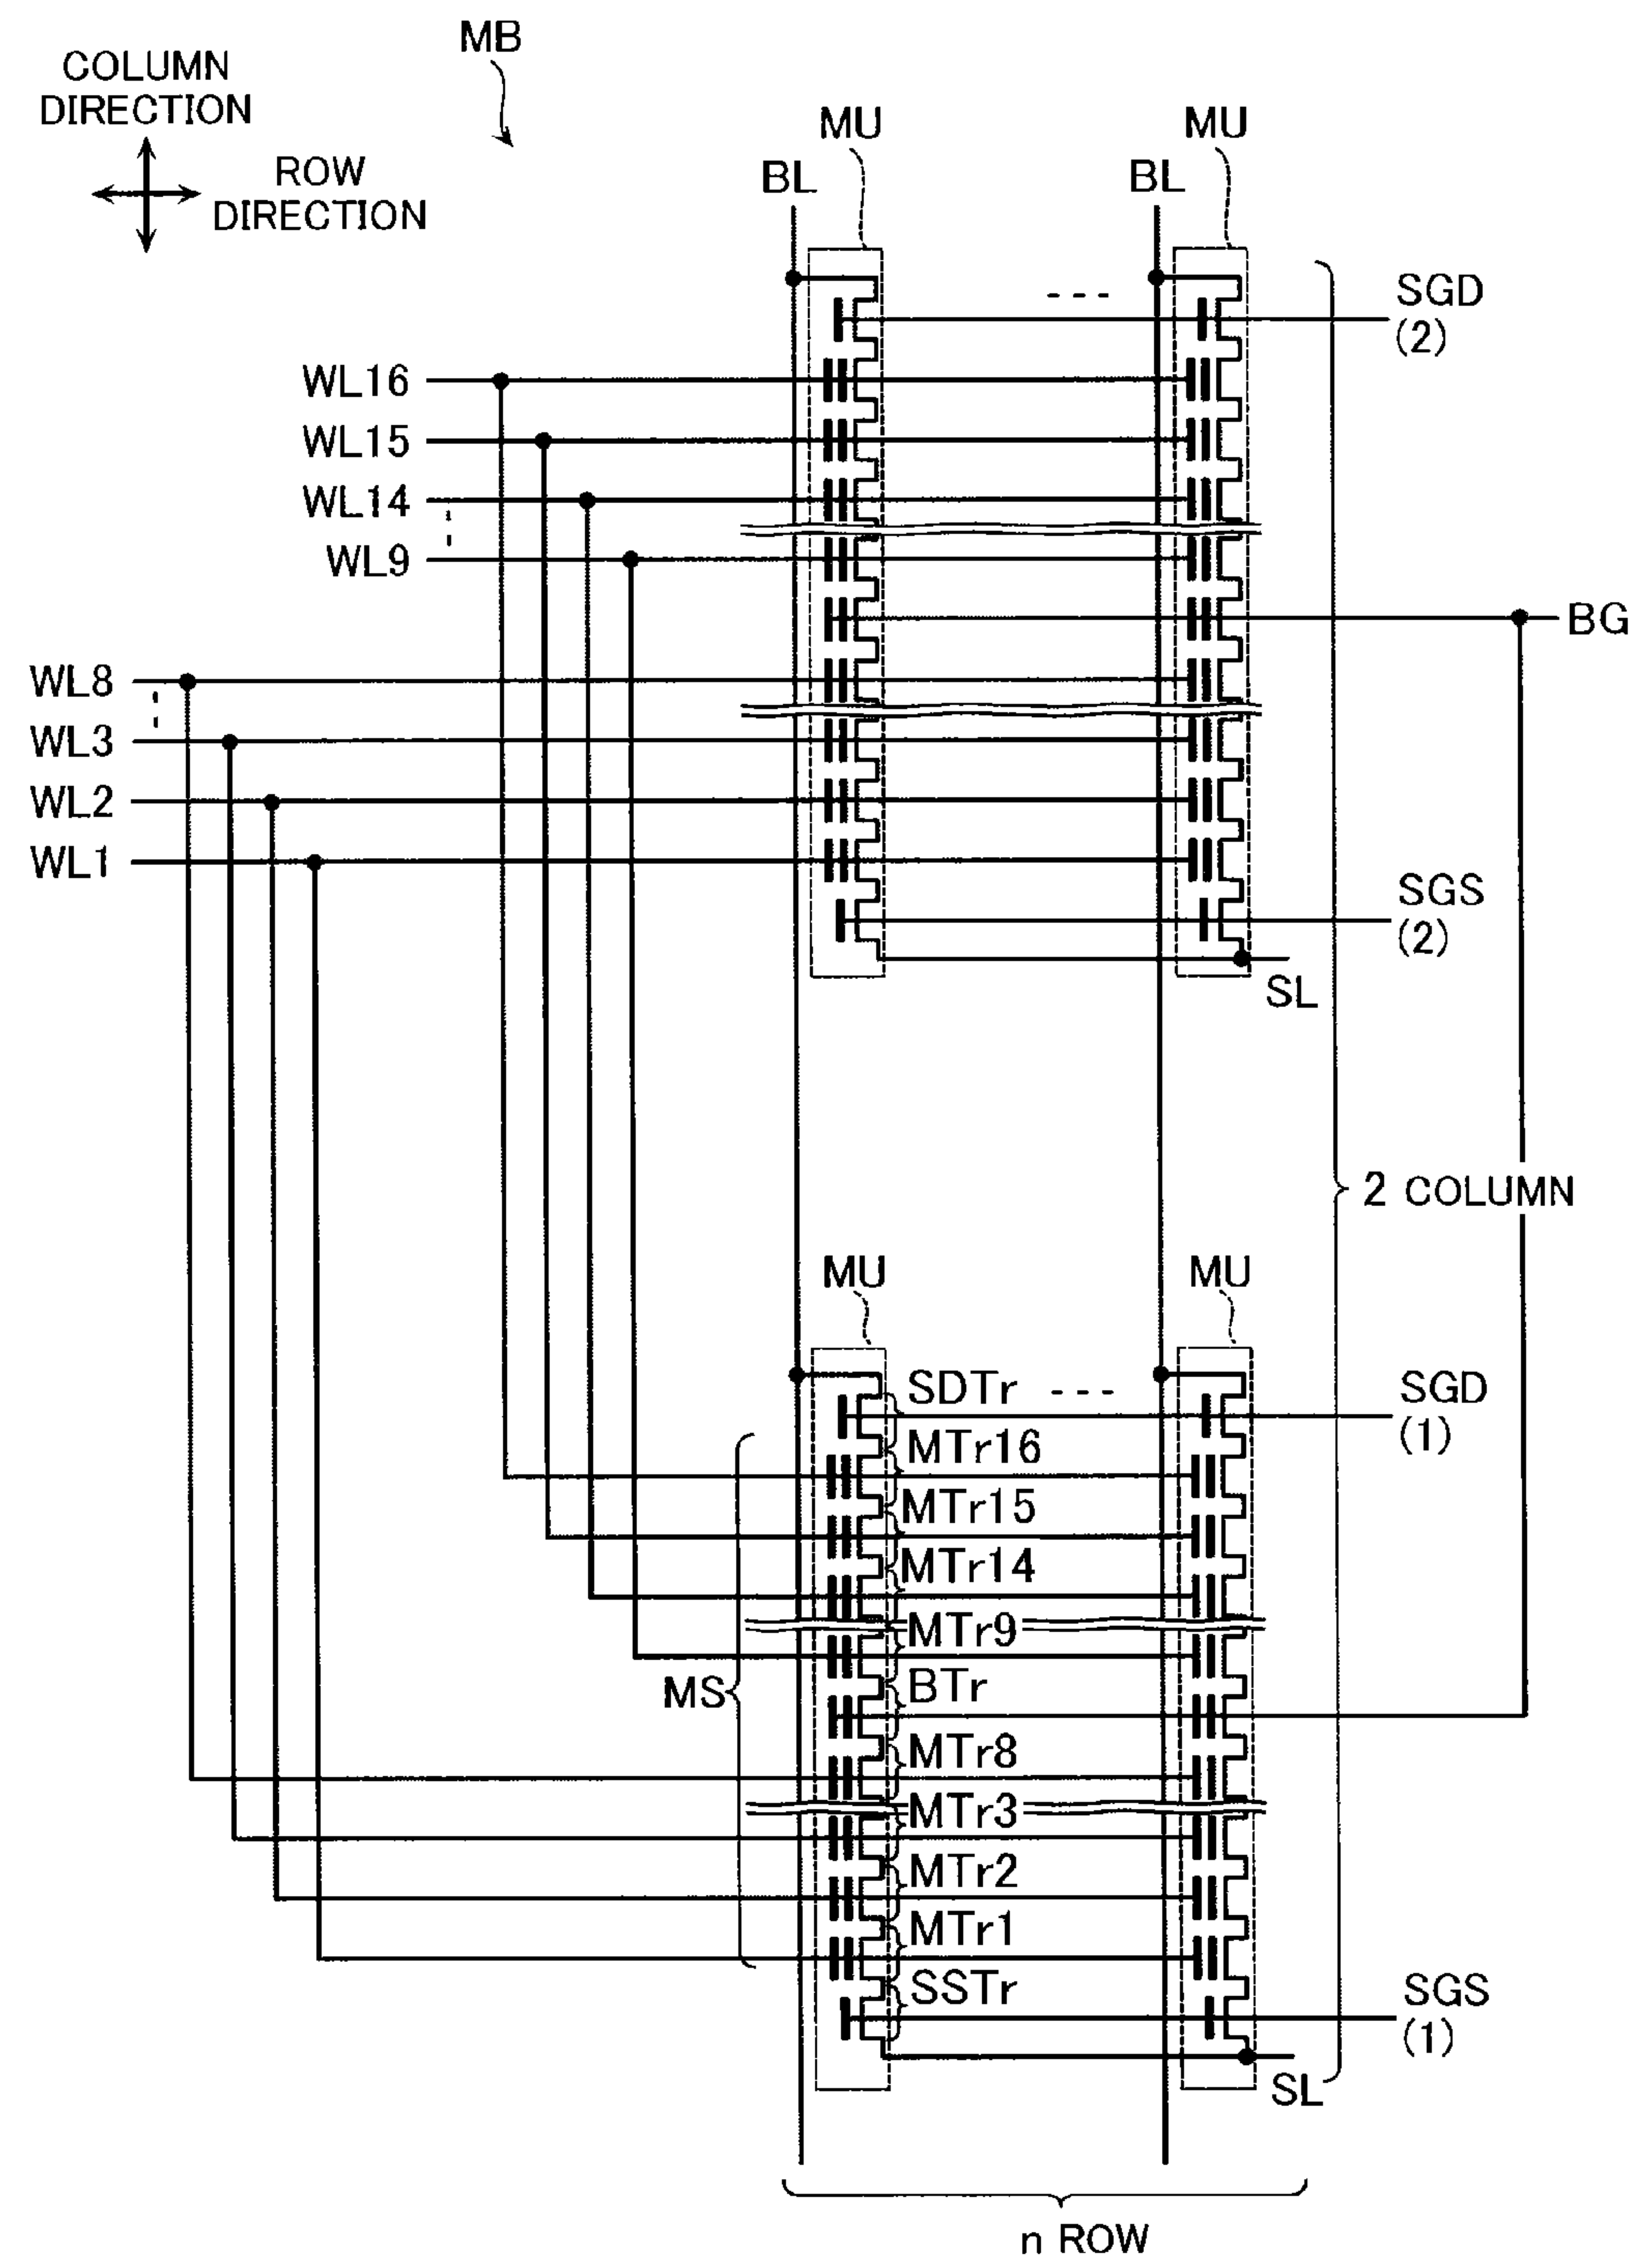 MB
COLUMN
DIRECTION
ROW
DIRECTION
MU
MU
BL
BL
SGD
(2)
WL16
WL15
WL14
WL9
BG
WL8
WL3
WL2
WL1
SGS
(2)
SL
2 COLUMN
MU
MU
SDTr
SGD
(1)
MTr16
MTr15
MTr14
MTr9
MS
BTr
MTr8
MTr3
MTr2
MTr1
SSTr
SGS
(1)
SL
n ROW